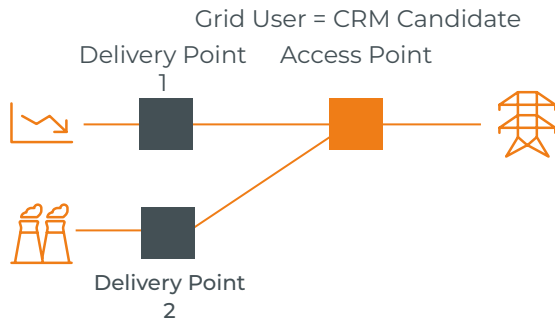 Grid User = CRM Candidate
Delivery Point
1
Access Point
Delivery Point
2